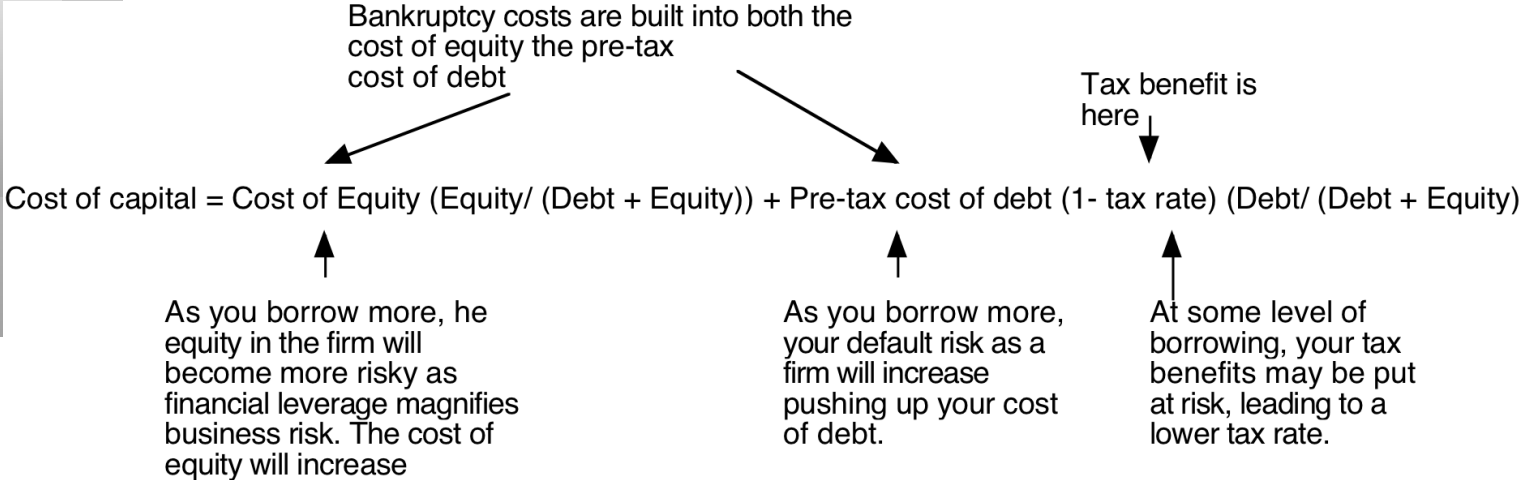 Bankruptcy costs are built into both the
cost of equity the pre-tax
cost of debt
Tax benefit is
here
Cost of capital = Cost of Equity (Equity/ (Debt + Equity)) + Pre-tax cost of debt (1- tax rate) (Debt/ (Debt + Equity)
As you borrow more, he
equity in the firm will
become more risky as
financial leverage magnifies
business risk. The cost of
equity will increase
As you borrow more,
your default risk as a
firm will increase
pushing up your cost
of debt.
At some level of
borrowing, your tax
benefits may be put
at risk, leading to a
lower tax rate.